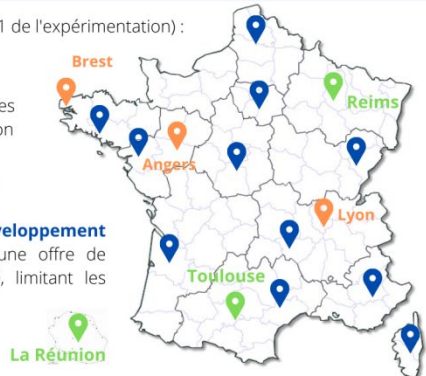 1 de l'expérimentation) :
Brest
es
on
Reims
Angers
Lyon
veloppement
une offre de
, limitant les
Toulouse
La Réunion